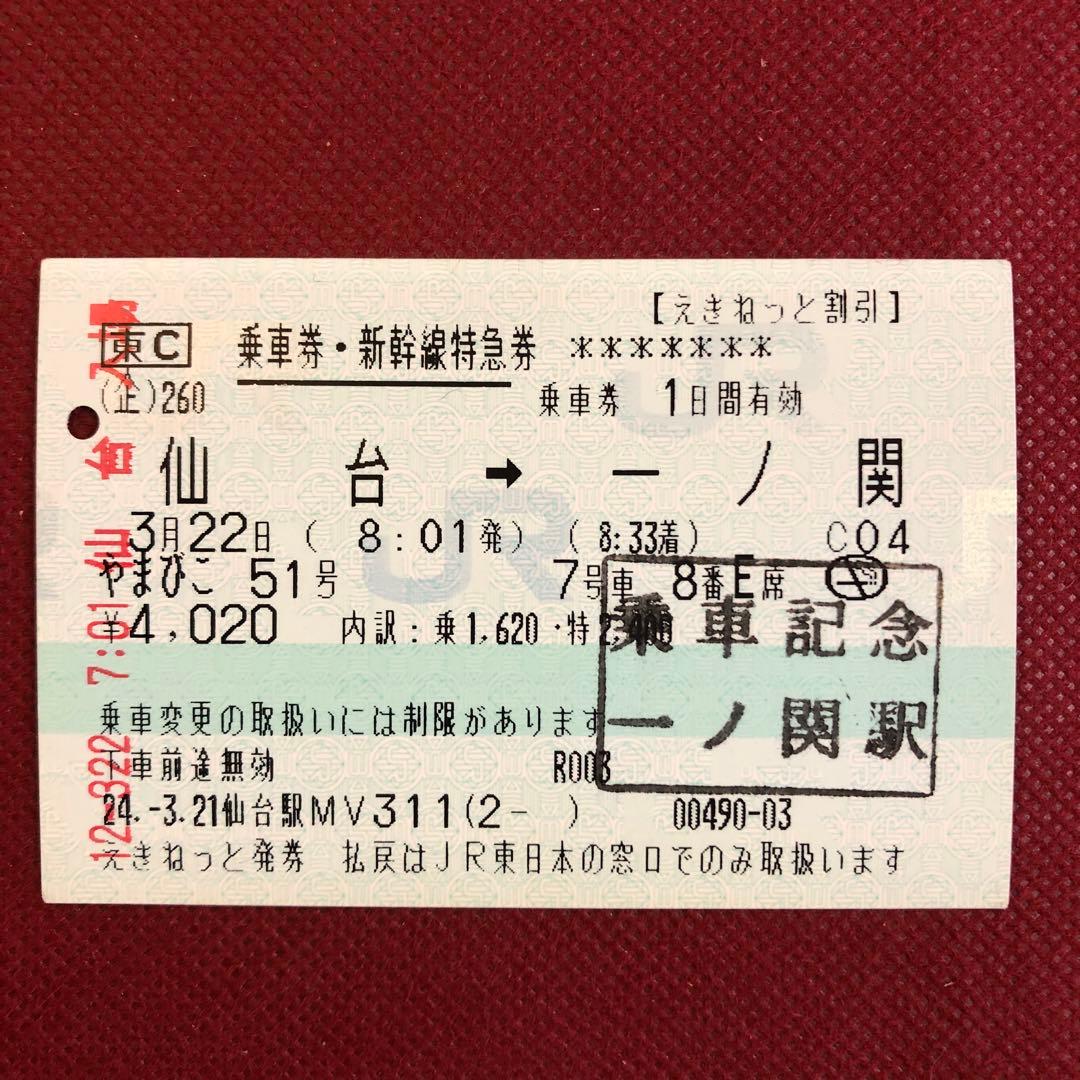 【えきねっと割引】
東C 乗車券・新幹線特急券 *******
(企)260 乗車券 1日間有効
仙台 → 一ノ関
3月22日 ( 8:01発) ( 8:33着) C04
やまびこ 51号 7号車 8番E席
¥4,020 内訳:乗1,620・特2,400
乗車変更の取扱いには制限があります
下車前途無効 R003
24.-3.21仙台駅MV311(2- ) 00490-03
えきねっと発券 払戻はJR東日本の窓口でのみ取扱います
乗車記念
一ノ関駅
12-322 7:01 仙台 入場
JR
JR